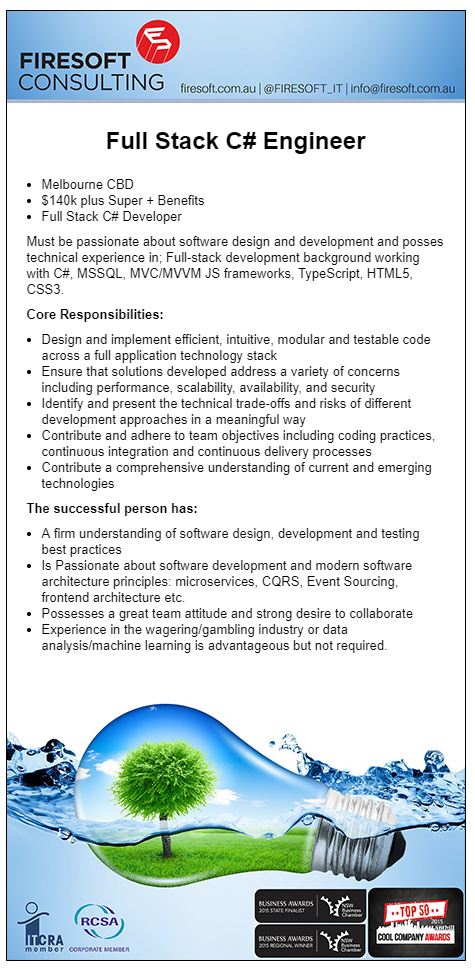 FIRESOFT
CONSULTING
firesoft.com.au | @FIRESOFT_IT | info@firesoft.com.au
Full Stack C# Engineer
• Melbourne CBD
• $140k plus Super + Benefits
• Full Stack C# Developer
Must be passionate about software design and development and posses
technical experience in; Full-stack development background working
with C#, MSSQL, MVC/MVVM JS frameworks, TypeScript, HTML5,
CSS3.
Core Responsibilities:
• Design and implement efficient, intuitive, modular and testable code
across a full application technology stack
• Ensure that solutions developed address a variety of concerns
including performance, scalability, availability, and security
• Identify and present the technical trade-offs and risks of different
development approaches in a meaningful way
• Contribute and adhere to team objectives including coding practices,
continuous integration and continuous delivery processes
• Contribute a comprehensive understanding of current and emerging
technologies
The successful person has:
• A firm understanding of software design, development and testing
best practices
• Is Passionate about software development and modern software
architecture principles: microservices, CQRS, Event Sourcing,
frontend architecture etc.
• Possesses a great team attitude and strong desire to collaborate
• Experience in the wagering/gambling industry or data
analysis/machine learning is advantageous but not required.
ITCRA
member
RCSA
CORPORATE MEMBER
BUSINESS AWARDS
2015 STATE FINALIST
NSW
Business
Chamber
BUSINESS AWARDS
2015 REGIONAL WINNER
NSW
Business
Chamber
TOP 50
2015
anthill
COOL COMPANY AWARDS